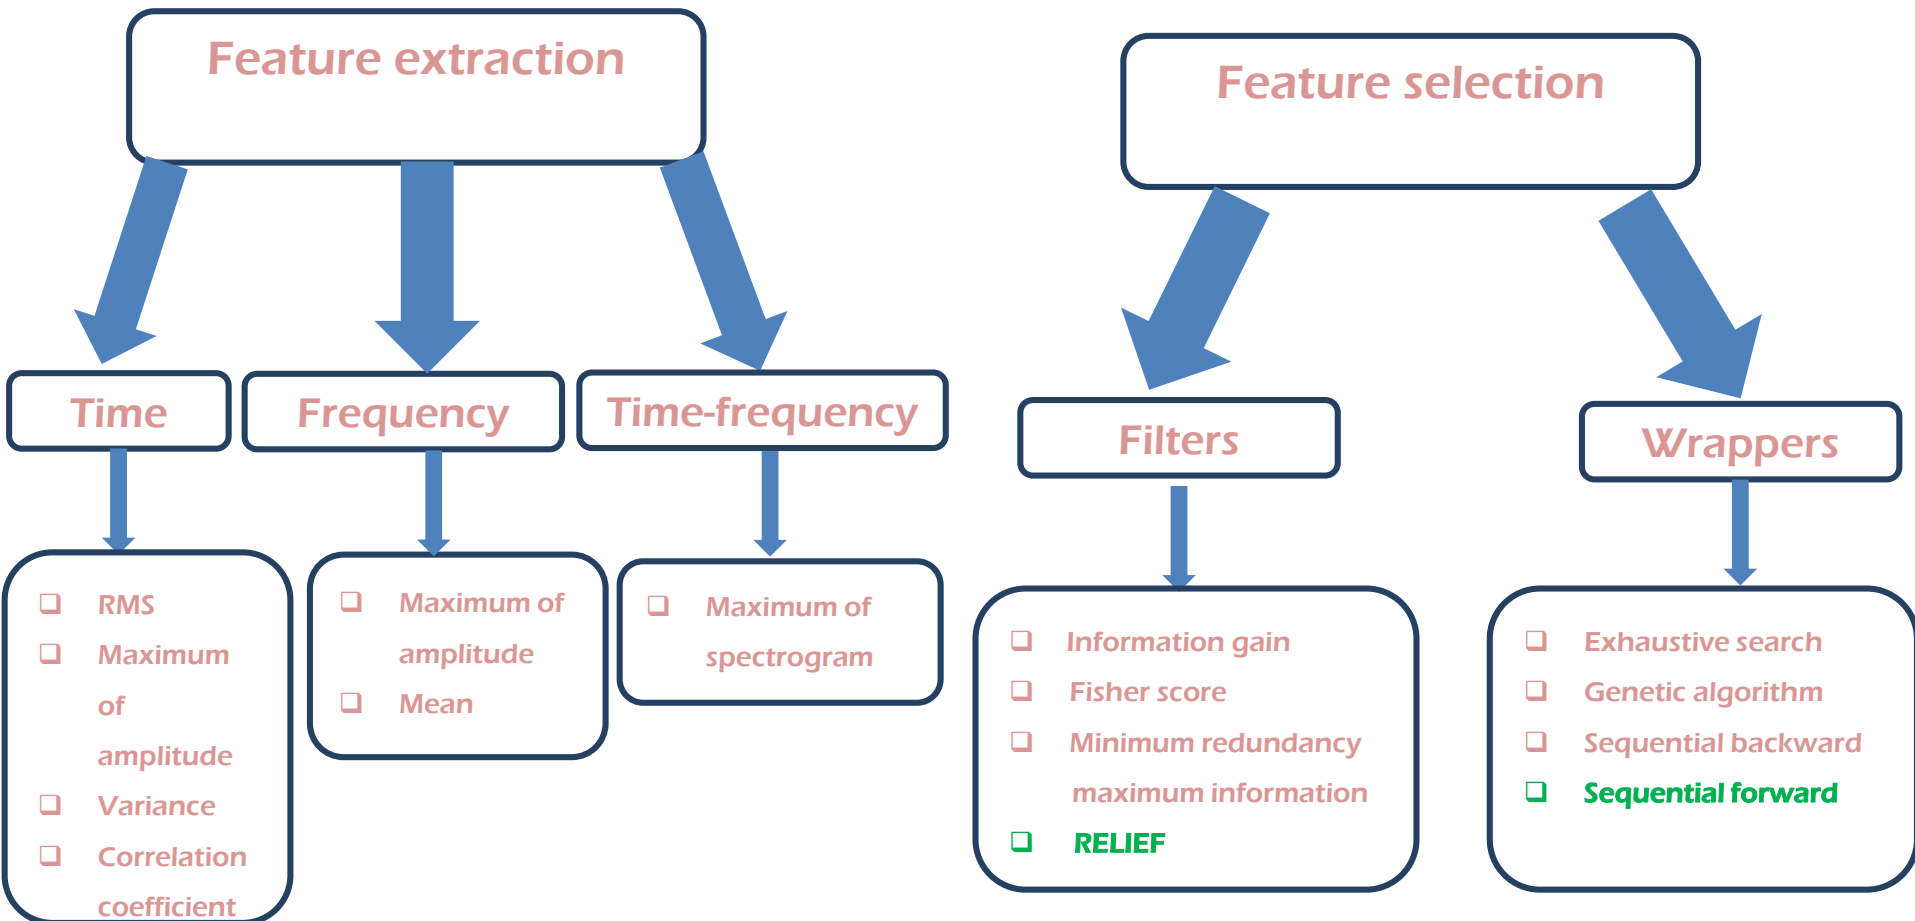 Feature extraction
Feature selection
Time
Frequency
Time-frequency
Filters
Wrappers
❑ RMS
❑ Maximum
of
amplitude
❑ Variance
❑ Correlation
coefficient
❑ Maximum of
amplitude
❑ Mean
❑ Maximum of
spectrogram
❑ Information gain
❑ Fisher score
❑ Minimum redundancy
maximum information
❑ RELIEF
❑ Exhaustive search
❑ Genetic algorithm
❑ Sequential backward
❑ Sequential forward